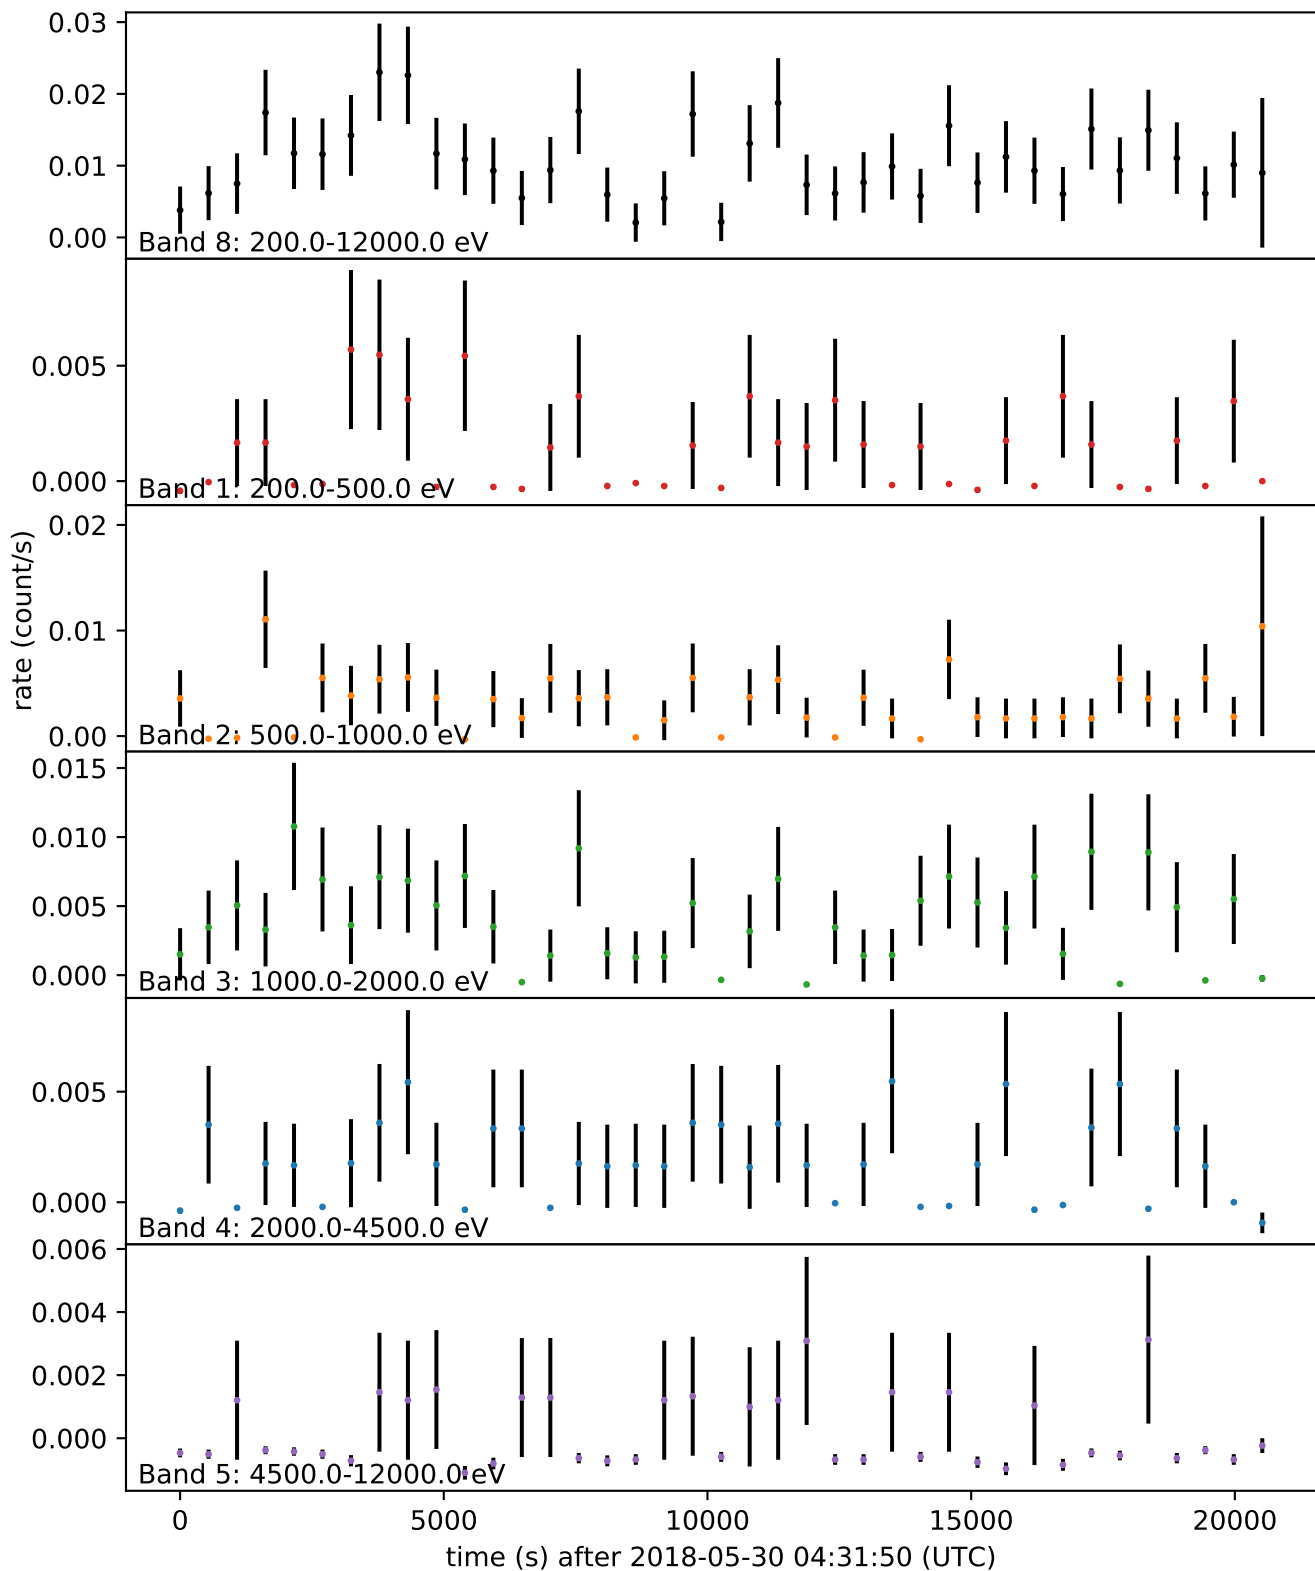 0.03
0.02
0.01
0.00
Band 8: 200.0-12000.0 eV
0.005
0.000
Band 1: 200.0-500.0 eV
0.02
0.01
0.00
Band 2: 500.0-1000.0 eV
rate (count/s)
0.015
0.010
0.005
0.000
Band 3: 1000.0-2000.0 eV
0.005
0.000
Band 4: 2000.0-4500.0 eV
0.006
0.004
0.002
0.000
Band 5: 4500.0-12000.0 eV
0 5000 10000 15000 20000
time (s) after 2018-05-30 04:31:50 (UTC)